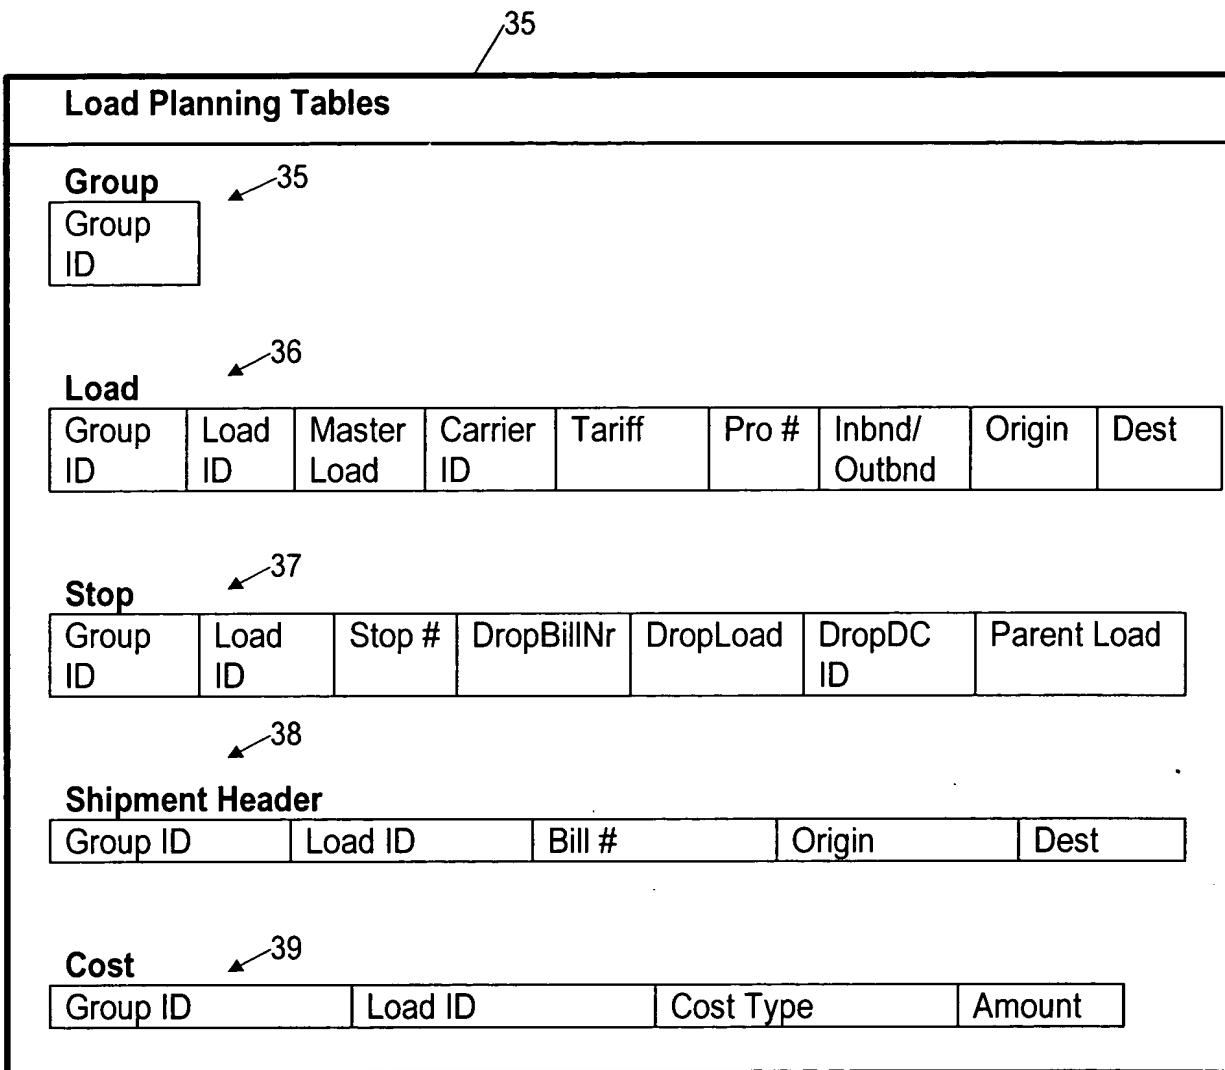 35
Load Planning Tables
Group 35
Group
ID
36
Load
Group Load Master Carrier Tariff Pro # Inbnd/ Origin Dest
ID ID Load ID Outbnd
37
Stop
Group Load Stop # DropBillNr DropLoad DropDC Parent Load
ID ID ID
38
Shipment Header
Group ID Load ID Bill # Origin Dest
39
Cost
Group ID Load ID Cost Type Amount